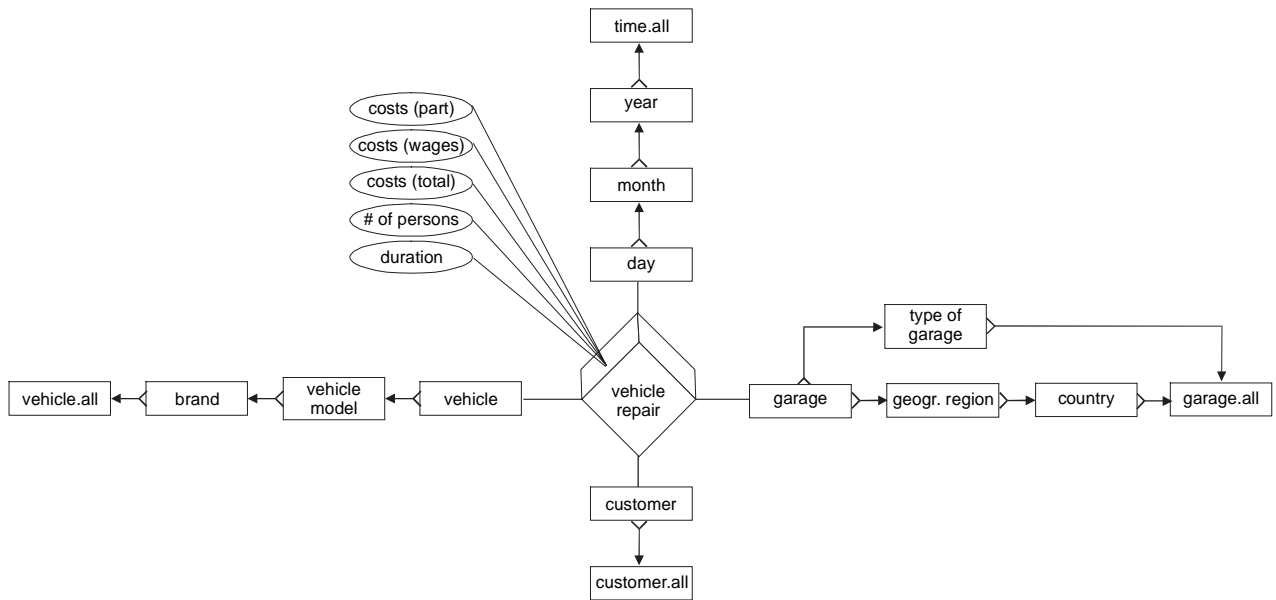 time.all
year
month
day
costs (part)
costs (wages)
costs (total)
# of persons
duration
vehicle.all
brand
vehicle
model
vehicle
vehicle
repair
garage
type of
garage
geogr. region
country
garage.all
customer
customer.all